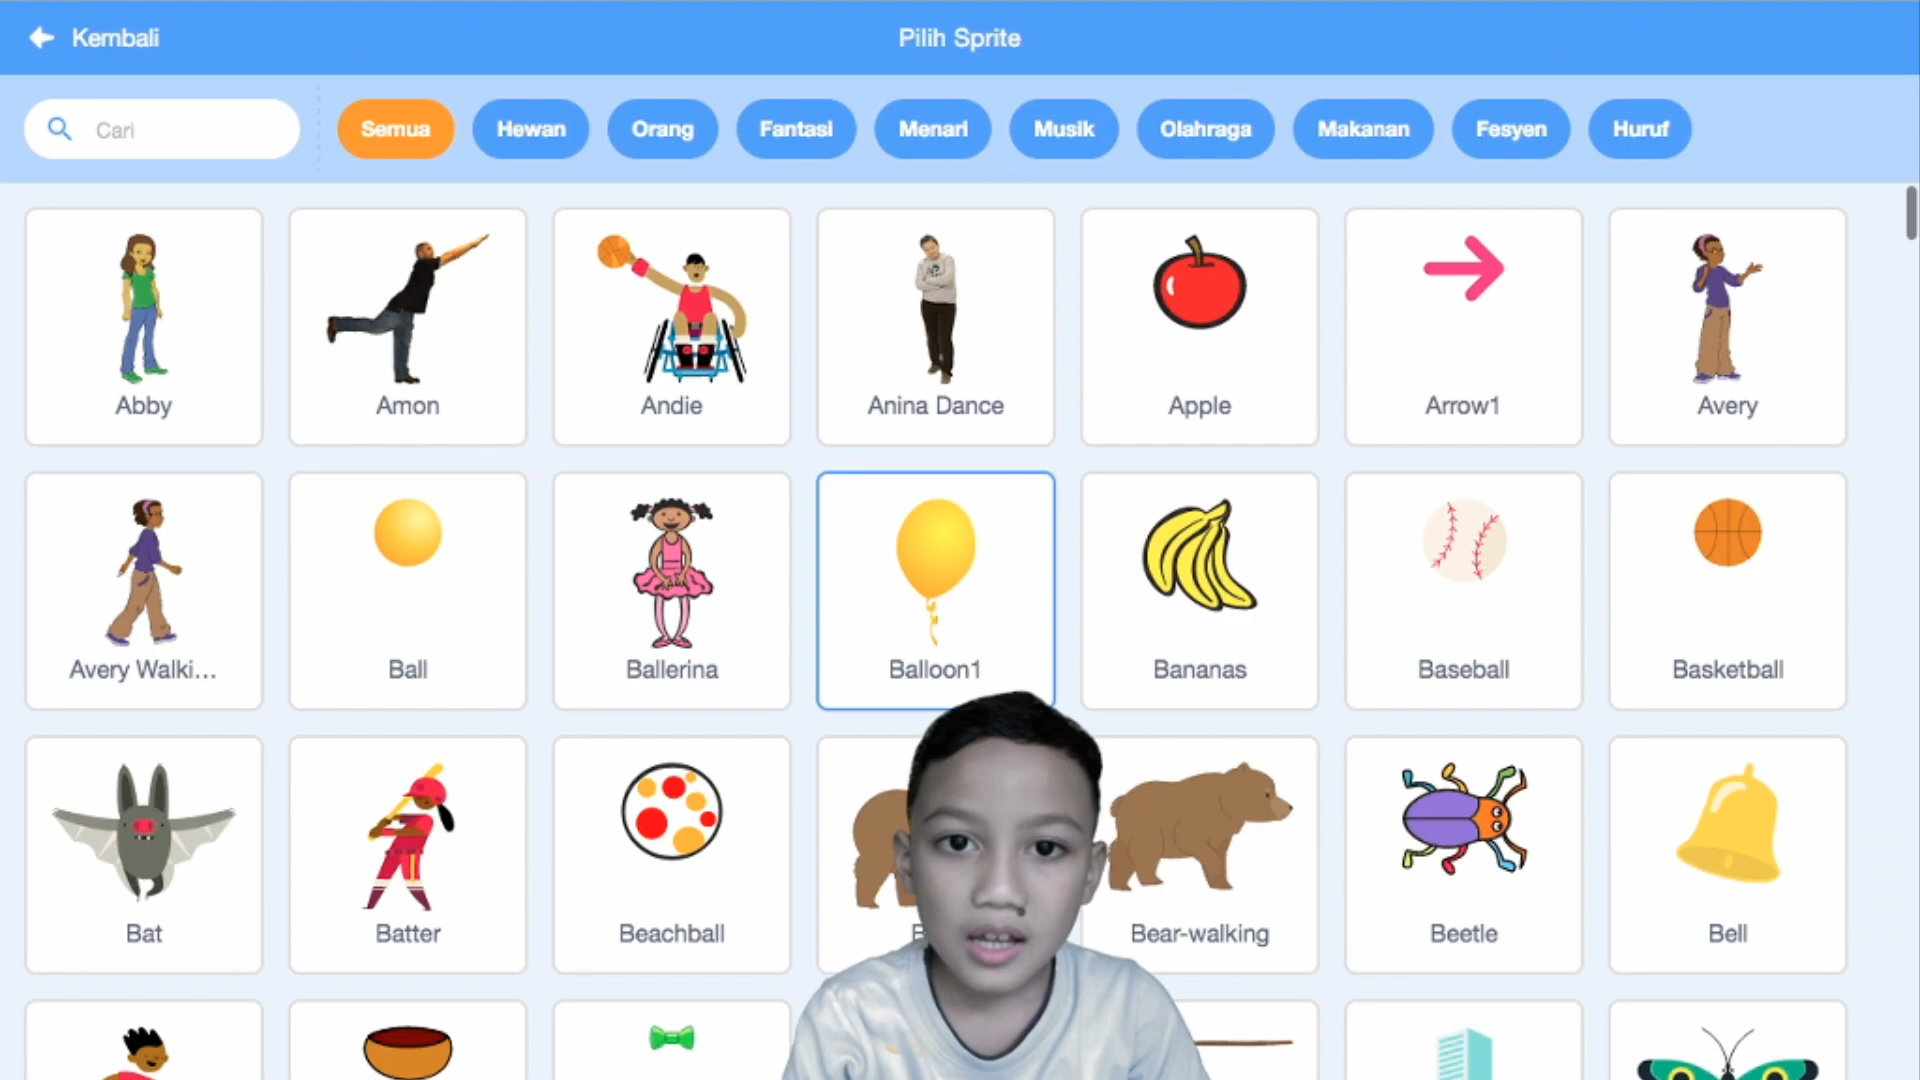 Kembali
Pilih Sprite
Cari
Semua
Hewan
Orang
Fantasi
Menari
Musik
Olahraga
Makanan
Fesyen
Huruf
Abby
Amon
Andie
Anina Dance
Apple
Arrow1
Avery
Avery Walki...
Ball
Ballerina
Balloon1
Bananas
Baseball
Basketball
Bat
Batter
Beachball
Bear-walking
Beetle
Bell